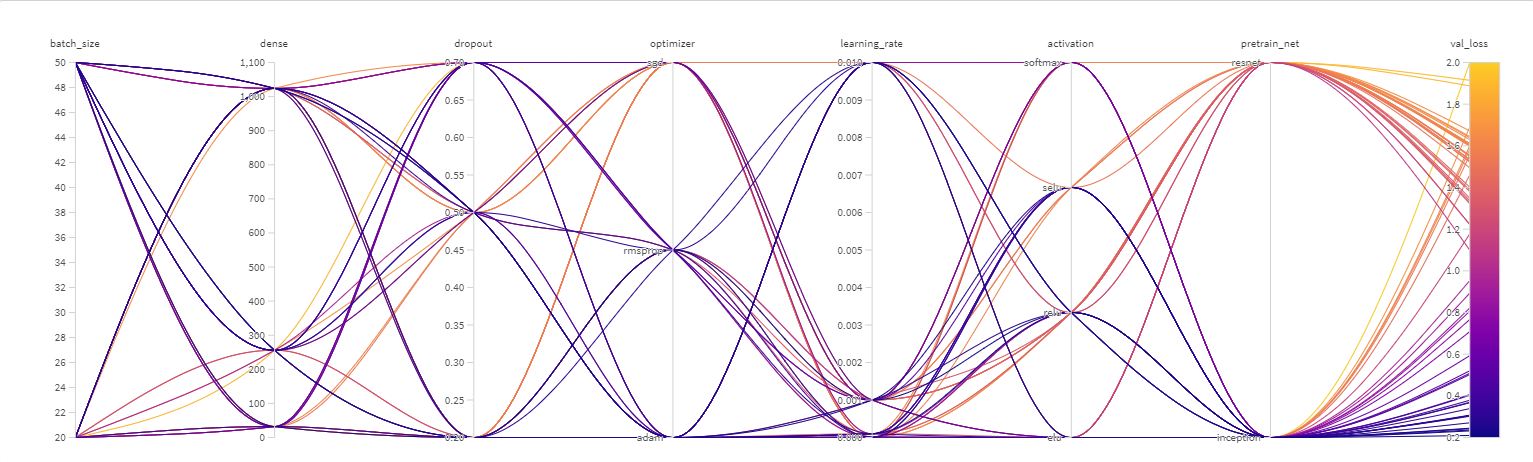 batch_size dense dropout optimizer learning_rate activation pretrain_net val_loss
50 1,100 0.70 sgd 0.010 softmax resnet 2.0
48 1,000 0.65 0.009 1.8
46 900 0.60 0.008 1.6
44 800 0.55 0.007 selu 1.4
42 700 0.50 0.006 1.2
40 600 0.45 rmsprop 0.005 1.0
38 500 0.40 0.004 relu 0.8
36 400 0.35 0.003 0.6
34 300 0.30 0.002 0.4
32 200 0.25 0.001
30 100 0.20 adam 0.000 elu inception 0.2
28 0
26
24
22
20